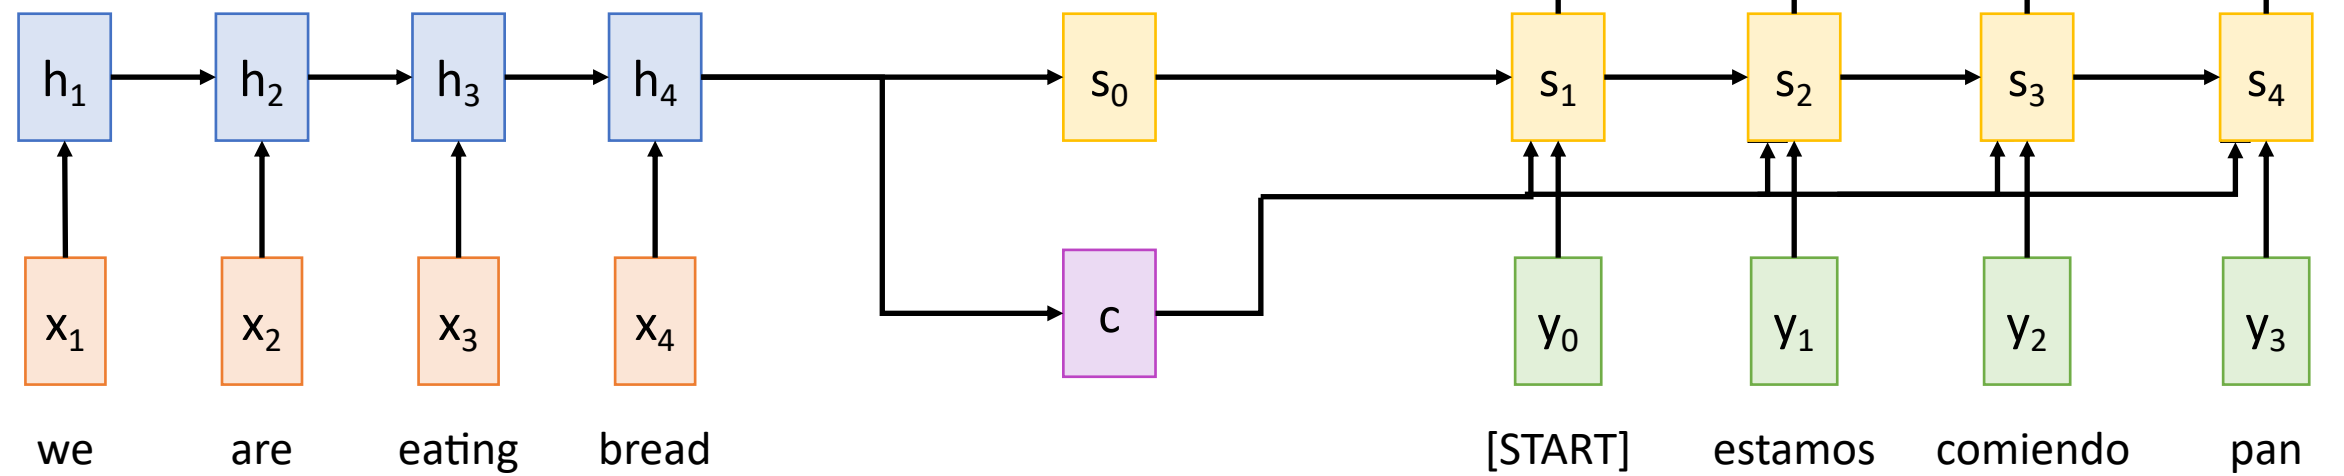 h₁ h₂ h₃ h₄ s₀ s₁ s₂ s₃ s₄
x₁ x₂ x₃ x₄ c y₀ y₁ y₂ y₃
we are eating bread [START] estamos comiendo pan